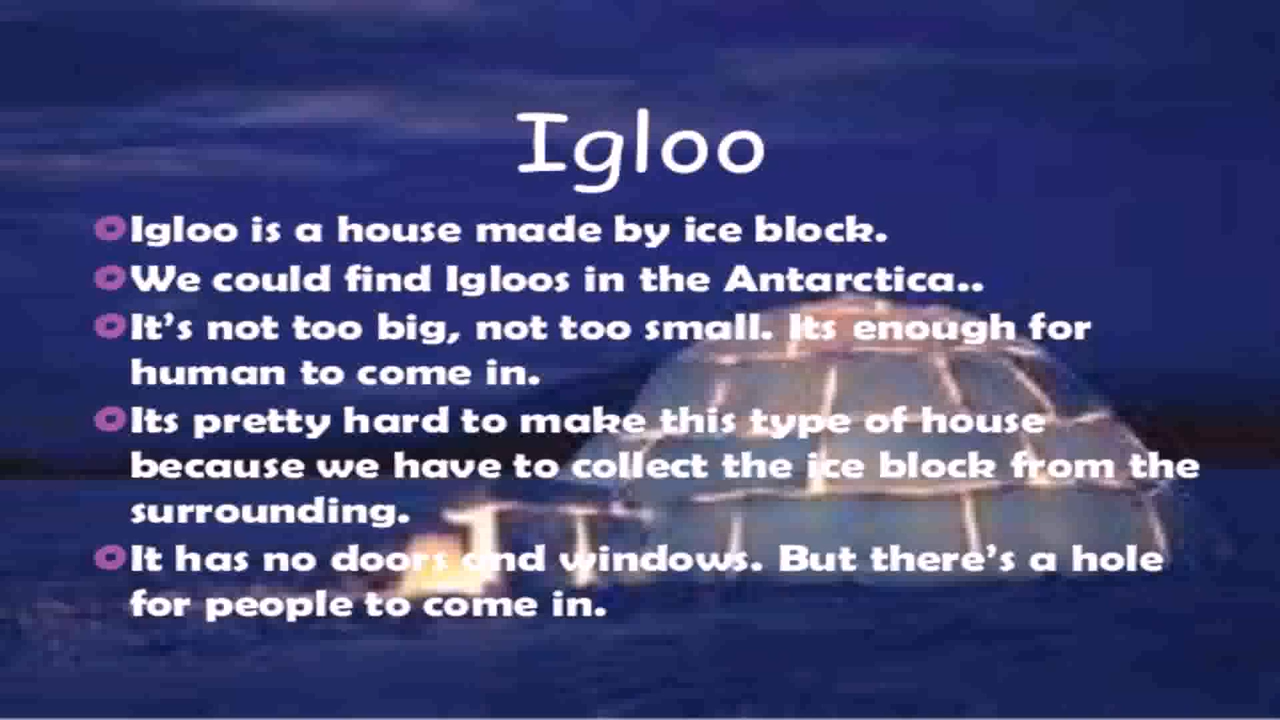 Igloo
Igloo is a house made by ice block.
We could find Igloos in the Antarctica..
It's not too big, not too small. Its enough for
human to come in.
Its pretty hard to make this type of house
because we have to collect the ice block from the
surrounding.
It has no doors and windows. But there's a hole
for people to come in.